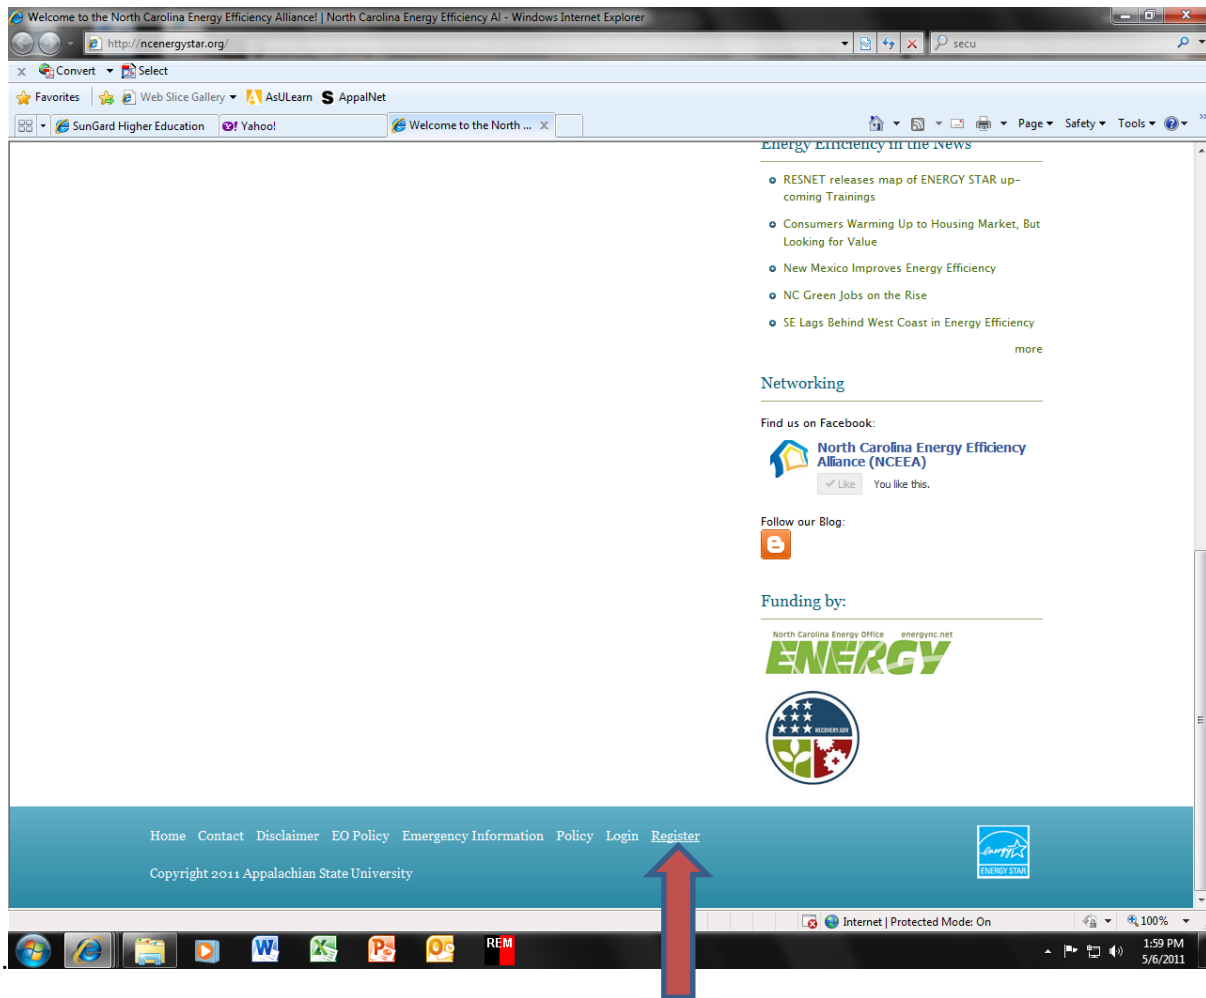 Welcome to the North Carolina Energy Efficiency Alliance! | North Carolina Energy Efficiency Al - Windows Internet Explorer
http://ncenergystar.org/
secu
x Convert Select
Favorites Web Slice Gallery AsULearn AppalNet
SunGard Higher Education Yahoo! Welcome to the North ... x Page Safety Tools
Energy Efficiency in the News
RESNET releases map of ENERGY STAR up-
coming Trainings
Consumers Warming Up to Housing Market, But
Looking for Value
New Mexico Improves Energy Efficiency
NC Green Jobs on the Rise
SE Lags Behind West Coast in Energy Efficiency
more
Networking
Find us on Facebook:
North Carolina Energy Efficiency
Alliance (NCEEA)
Like You like this.
Follow our Blog:
Funding by:
North Carolina Energy Office energync.net
ENERGY
RECOVERY.GOV
Home Contact Disclaimer EO Policy Emergency Information Policy Login Register
energy
ENERGY STAR
Copyright 2011 Appalachian State University
Internet | Protected Mode: On 100%
REM
1:59 PM
5/6/2011
.